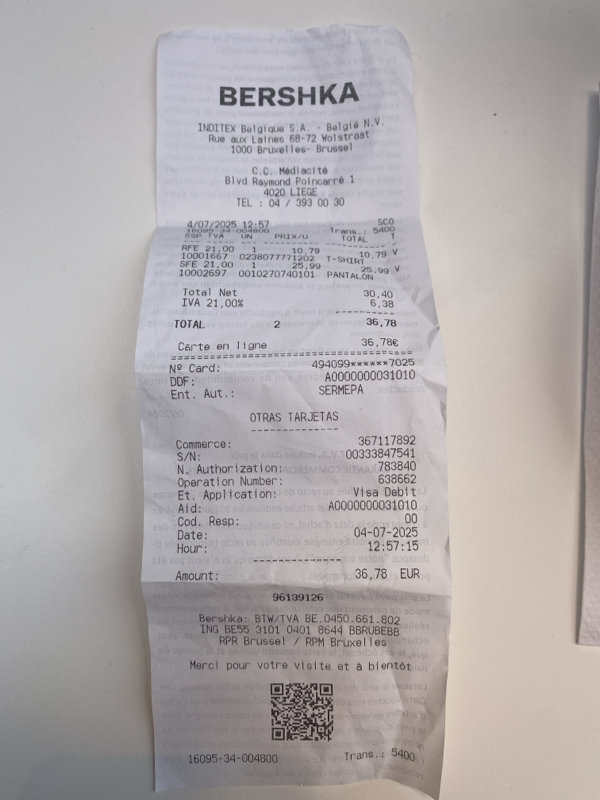 BERSHKA
INDITEX Belgique S.A. - België N.V.
Rue aux Laines 68-72 Wolstraat
1000 Bruxelles- Brussel
C.C. Médiacité
Blvd Raymond Poincarré 1
4020 LIEGE
TEL : 04 / 393 00 30
4/07/2025 12:57 SCO
16095-34-004800 Trans.: 5400
SSP TVA UN PRIX/U TOTAL
RFE 21,00 1 10,79 10,79 V
10001667 0238077771202 T-SHIRT
SFE 21,00 1 25,99 25,99 V
10002697 0010270740101 PANTALON
Total Net 30,40
IVA 21,00% 6,38
TOTAL 2 36,78
Carte en ligne 36,78€
Nº Card: 494099******7025
DDF: A0000000031010
Ent. Aut.: SERMEPA
OTRAS TARJETAS
Commerce: 367117892
S/N: 00333847541
N. Authorization: 783840
Operation Number: 638662
Et. Application: Visa Debit
Aid: A0000000031010
Cod. Resp: 00
Date: 04-07-2025
Hour: 12:57:15
Amount: 36,78 EUR
96139126
Bershka: BTW/TVA BE.0450.661.802
ING BE55 3101 0401 8644 BBRUBEBB
RPR Brussel / RPM Bruxelles
Merci pour votre visite et à bientôt
16095-34-004800 Trans.: 5400